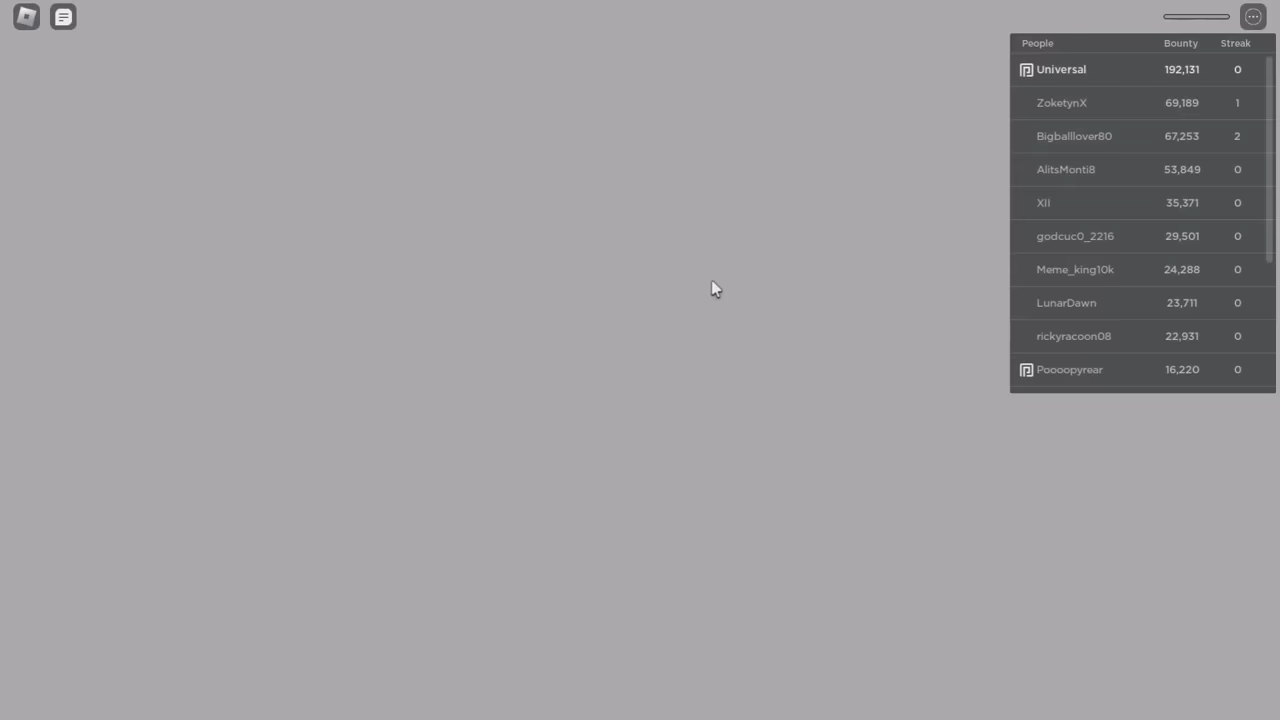 People Bounty Streak
Universal 192,131 0
ZoketynX 69,189 1
Bigballlover80 67,253 2
AlitsMonti8 53,849 0
XII 35,371 0
godcuc0_2216 29,501 0
Meme_king10k 24,288 0
LunarDawn 23,711 0
rickyracoon08 22,931 0
Poooopyrear 16,220 0